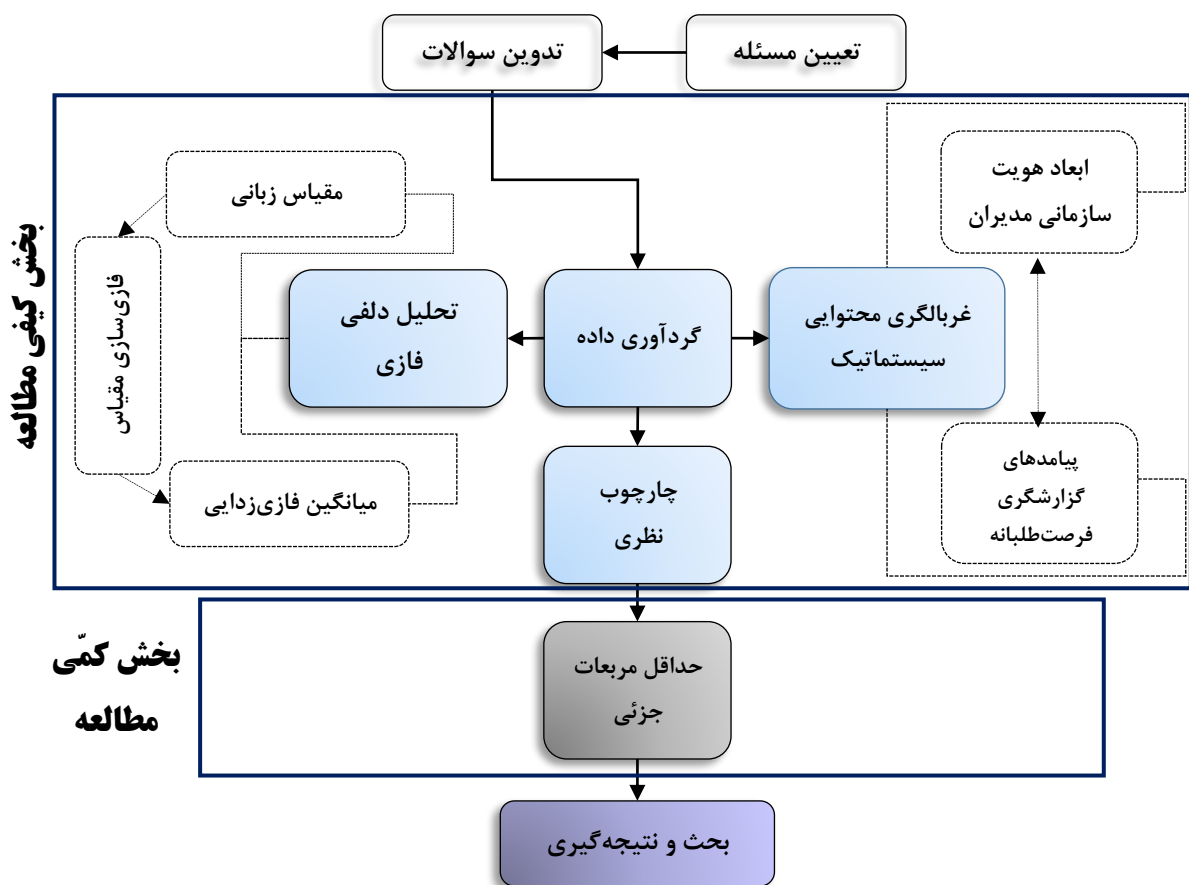 تعیین مسئله
تدوین سوالات
بخش کیفی مطالعه
ابعاد هویت
سازمانی مدیران
پیامدهای
گزارشگری
فرصت‌طلبانه
غربالگری محتوایی
سیستماتیک
گردآوری داده
تحلیل دلفی
فازی
مقیاس زبانی
فازی‌سازی مقیاس
میانگین فازی‌زدایی
چارچوب
نظری
بخش کمّی
مطالعه
حداقل مربعات
جزئی
بحث و نتیجه‌گیری